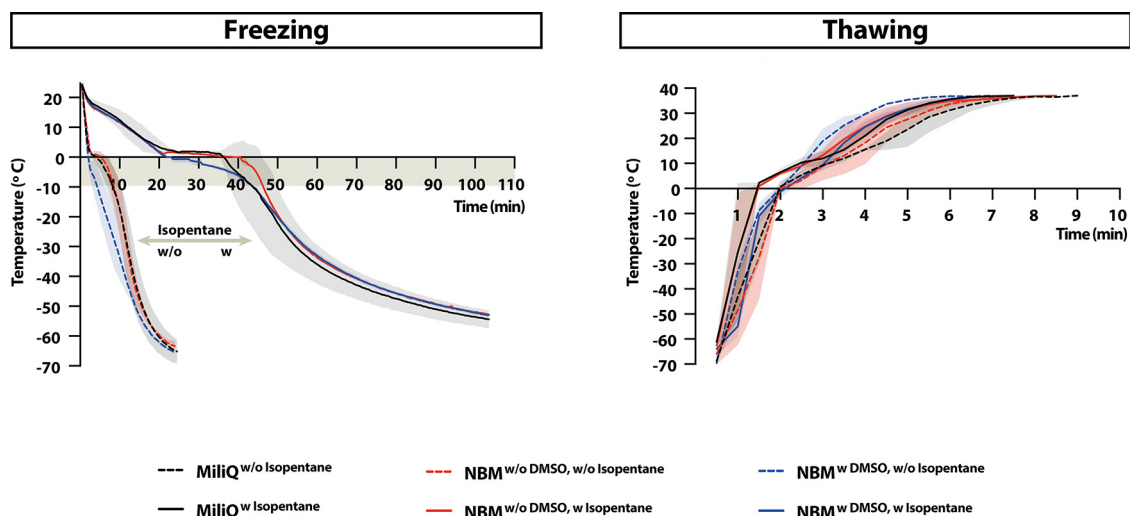 Freezing
Thawing
Temperature (º C)
20
10
0
-10
-20
-30
-40
-50
-60
-70
10 20 30 40 50 60 70 80 90 100 110
Time (min)
Isopentane
w/o w
Temperature (º C)
40
30
20
10
0
-10
-20
-30
-40
-50
-60
-70
1 2 3 4 5 6 7 8 9 10
Time (min)
MiliQ w/o Isopentane
NBM w/o DMSO, w/o Isopentane
NBM w DMSO, w/o Isopentane
MiliQ w Isopentane
NBM w/o DMSO, w Isopentane
NBM w DMSO, w Isopentane